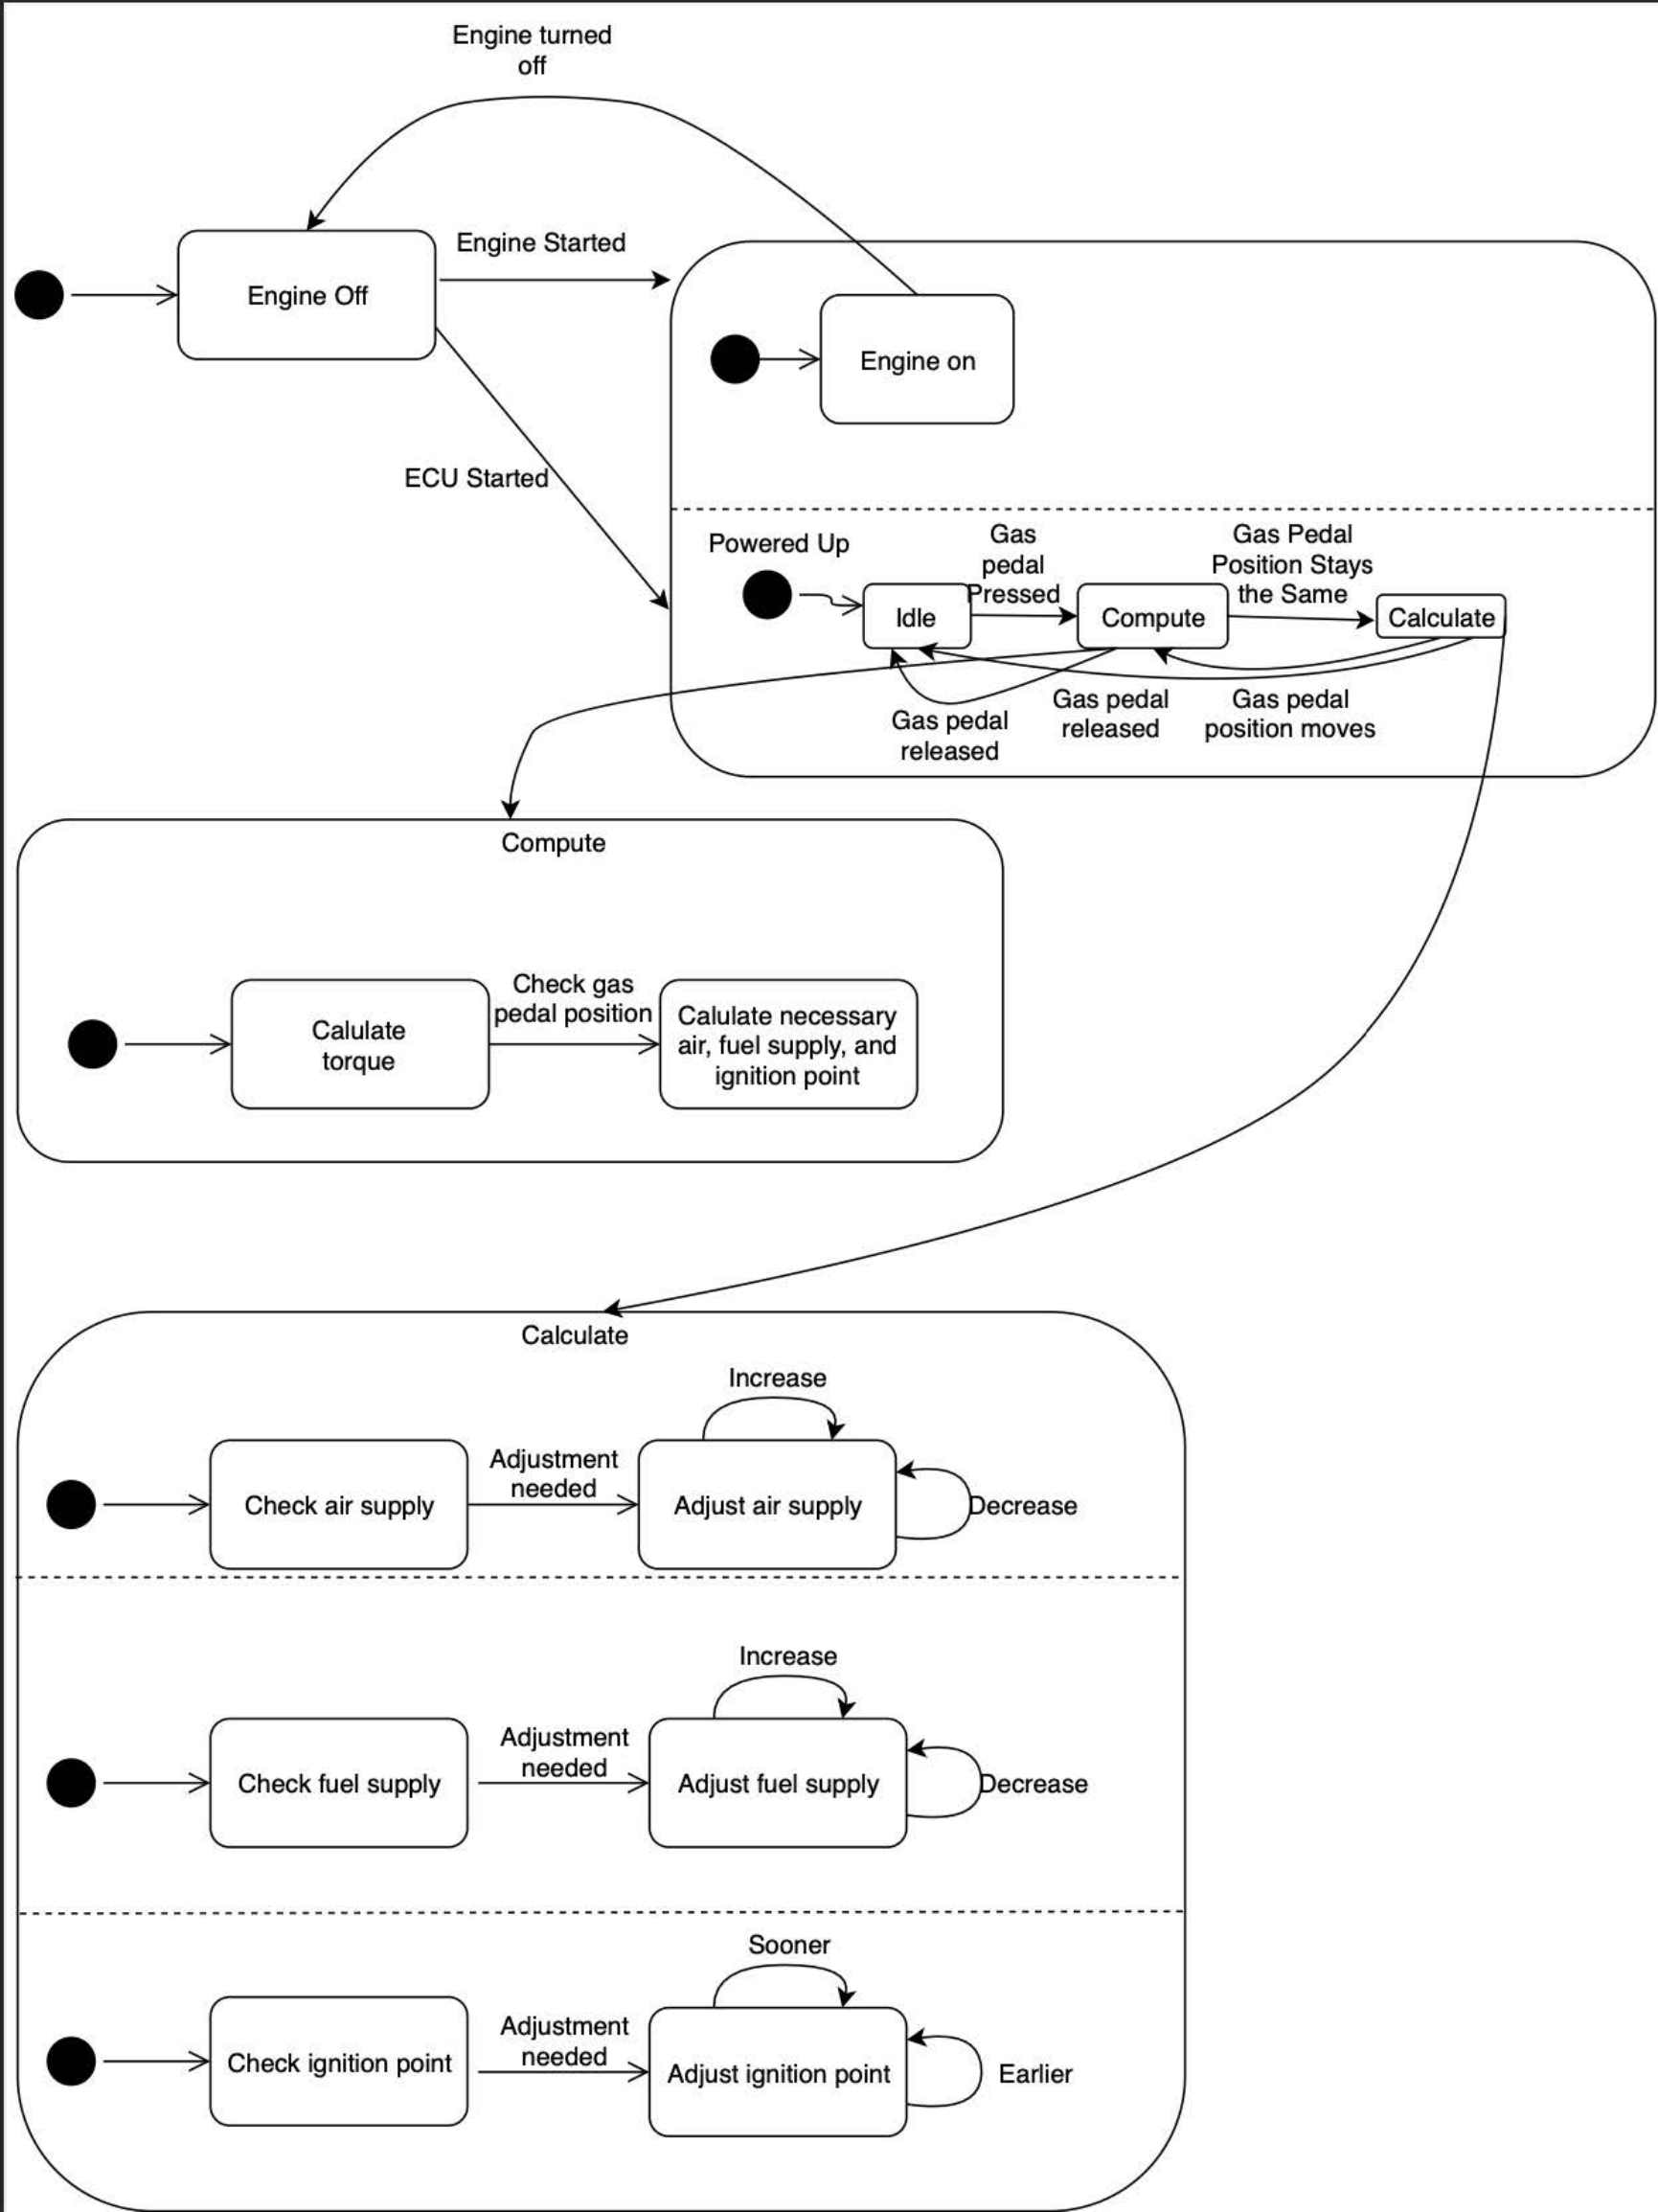 Engine turned
off
Engine Started
Engine Off
Engine on
ECU Started
Powered Up
Gas
pedal
Pressed
Gas Pedal
Position Stays
the Same
Idle
Compute
Calculate
Gas pedal
released
Gas pedal
released
Gas pedal
position moves
Compute
Calulate
torque
Check gas
pedal position
Calulate necessary
air, fuel supply, and
ignition point
Calculate
Increase
Check air supply
Adjustment
needed
Adjust air supply
Decrease
Increase
Check fuel supply
Adjustment
needed
Adjust fuel supply
Decrease
Sooner
Check ignition point
Adjustment
needed
Adjust ignition point
Earlier